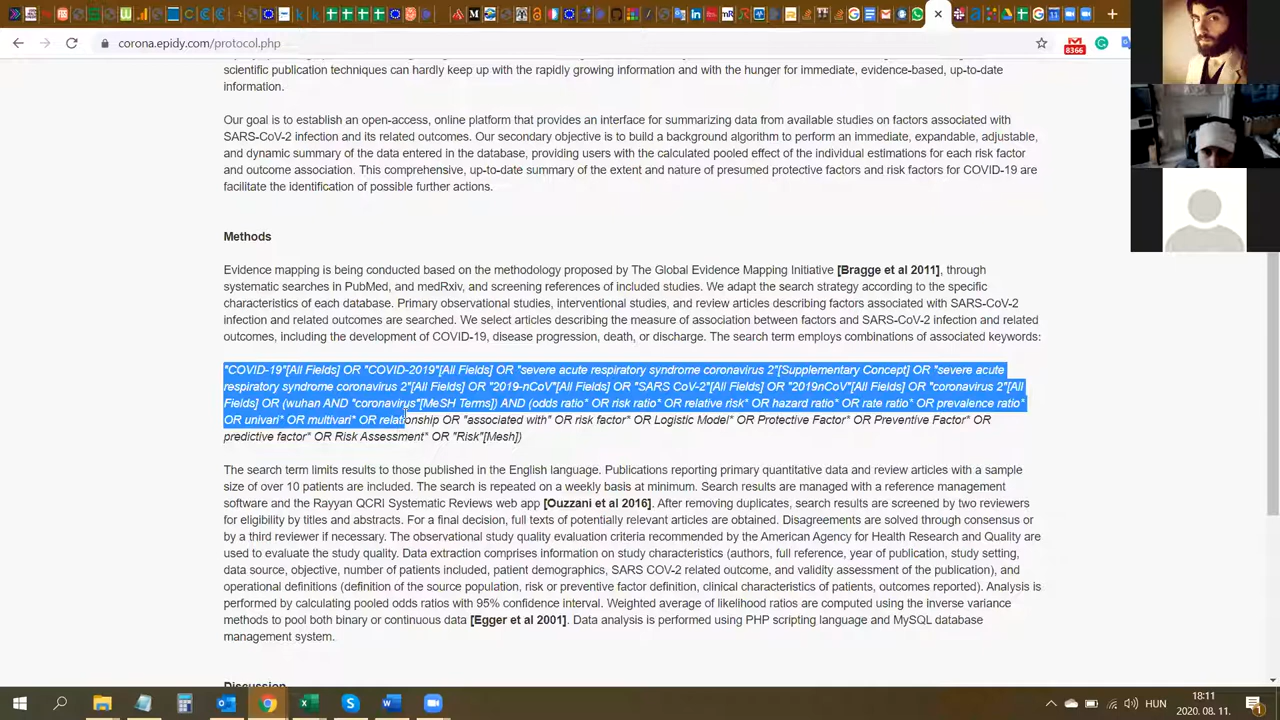 corona.epidy.com/protocol.php
8366
scientific publication techniques can hardly keep up with the rapidly growing information and with the hunger for immediate, evidence-based, up-to-date
information.
Our goal is to establish an open-access, online platform that provides an interface for summarizing data from available studies on factors associated with
SARS-CoV-2 infection and its related outcomes. Our secondary objective is to build a background algorithm to perform an immediate, expandable, adjustable,
and dynamic summary of the data entered in the database, providing users with the calculated pooled effect of the individual estimations for each risk factor
and outcome association. This comprehensive, up-to-date summary of the extent and nature of presumed protective factors and risk factors for COVID-19 are
facilitate the identification of possible further actions.
Methods
Evidence mapping is being conducted based on the methodology proposed by The Global Evidence Mapping Initiative [Bragge et al 2011], through
systematic searches in PubMed, and medRxiv, and screening references of included studies. We adapt the search strategy according to the specific
characteristics of each database. Primary observational studies, interventional studies, and review articles describing factors associated with SARS-CoV-2
infection and related outcomes are searched. We select articles describing the measure of association between factors and SARS-CoV-2 infection and related
outcomes, including the development of COVID-19, disease progression, death, or discharge. The search term employs combinations of associated keywords:
"COVID-19"[All Fields] OR "COVID-2019"[All Fields] OR "severe acute respiratory syndrome coronavirus 2"[Supplementary Concept] OR "severe acute
respiratory syndrome coronavirus 2"[All Fields] OR "2019-nCoV"[All Fields] OR "SARS CoV-2"[All Fields] OR "2019nCoV"[All Fields] OR "coronavirus 2"[All
Fields] OR (wuhan AND "coronavirus"[MeSH Terms]) AND (odds ratio* OR risk ratio* OR relative risk* OR hazard ratio* OR rate ratio* OR prevalence ratio*
OR univari* OR multivari* OR relationship OR "associated with" OR risk factor* OR Logistic Model* OR Protective Factor* OR Preventive Factor* OR
predictive factor* OR Risk Assessment* OR "Risk"[Mesh])
The search term limits results to those published in the English language. Publications reporting primary quantitative data and review articles with a sample
size of over 10 patients are included. The search is repeated on a weekly basis at minimum. Search results are managed with a reference management
software and the Rayyan QCRI Systematic Reviews web app [Ouzzani et al 2016]. After removing duplicates, search results are screened by two reviewers
for eligibility by titles and abstracts. For a final decision, full texts of potentially relevant articles are obtained. Disagreements are solved through consensus or
by a third reviewer if necessary. The observational study quality evaluation criteria recommended by the American Agency for Health Research and Quality are
used to evaluate the study quality. Data extraction comprises information on study characteristics (authors, full reference, year of publication, study setting,
data source, objective, number of patients included, patient demographics, SARS COV-2 related outcome, and validity assessment of the publication), and
operational definitions (definition of the source population, risk or preventive factor definition, clinical characteristics of patients, outcomes reported). Analysis is
performed by calculating pooled odds ratios with 95% confidence interval. Weighted average of likelihood ratios are computed using the inverse variance
methods to pool both binary or continuous data [Egger et al 2001]. Data analysis is performed using PHP scripting language and MySQL database
management system.
Discussion
HUN
18:11
2020. 08. 11.